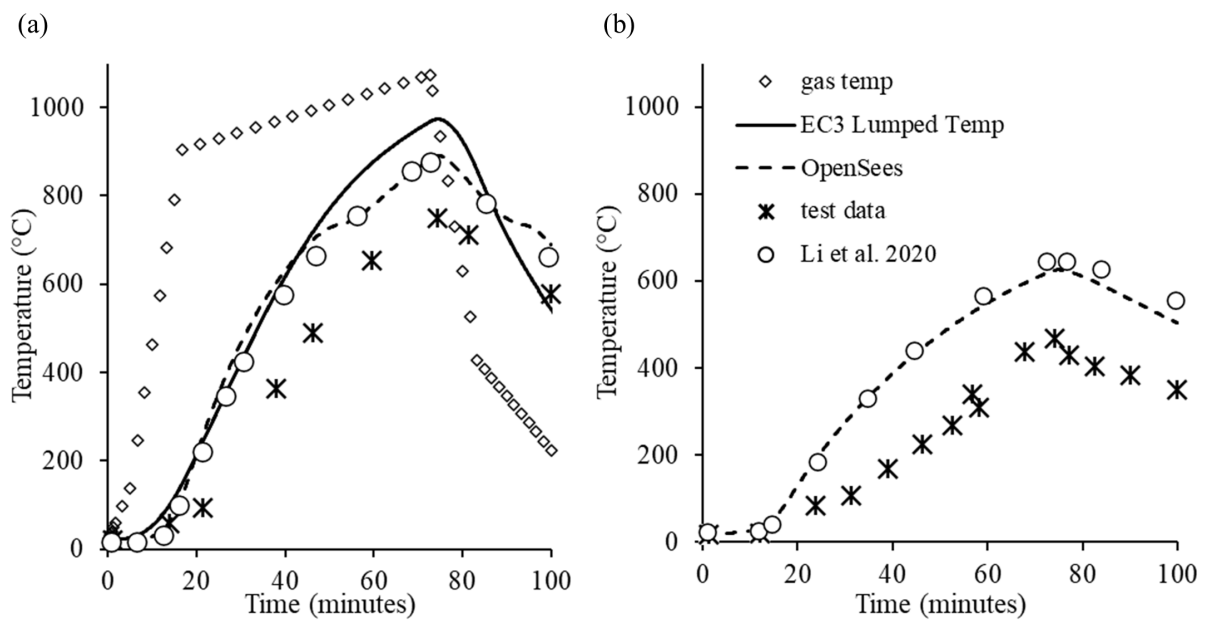 (a)
1000
800
600
400
200
0
Temperature (°C)
0 20 40 60 80 100
Time (minutes)
(b)
gas temp
EC3 Lumped Temp
OpenSees
test data
Li et al. 2020
1000
800
600
400
200
0
Temperature (°C)
0 20 40 60 80 100
Time (minutes)